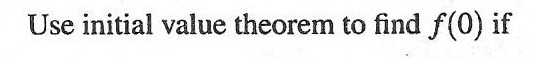 Use initial value theorem to find f(0) if